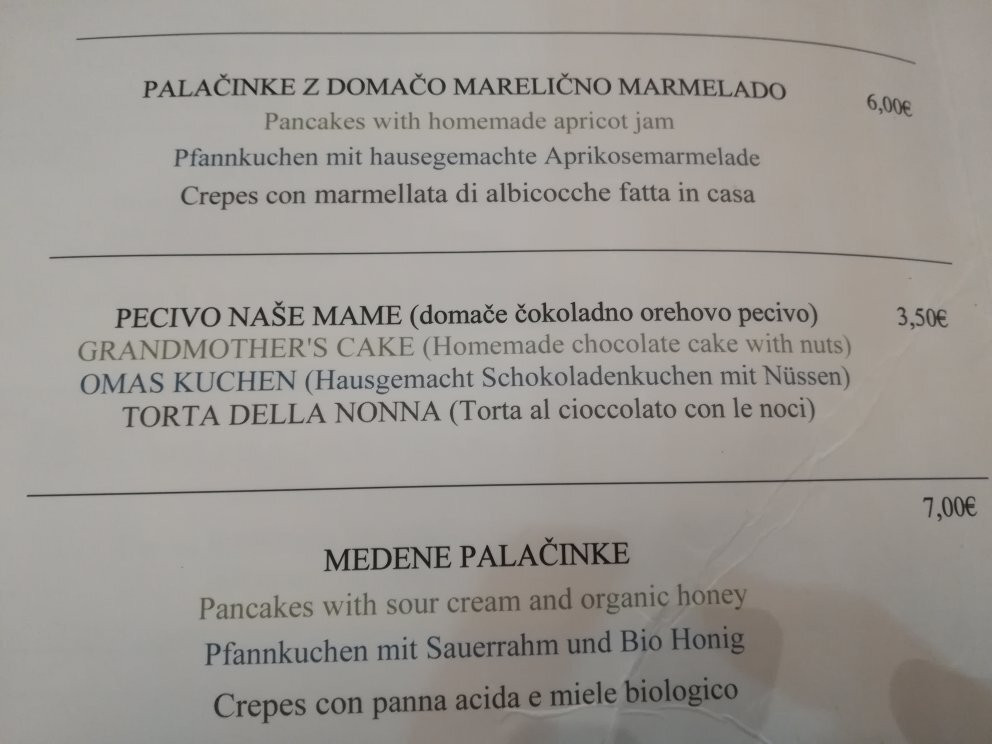 PALAČINKE Z DOMAČO MARELIČNO MARMELADO 6,00€
Pancakes with homemade apricot jam
Pfannkuchen mit hausegemachte Aprikosemarmelade
Crepes con marmellata di albicocche fatta in casa
PECIVO NAŠE MAME (domače čokoladno orehovo pecivo) 3,50€
GRANDMOTHER'S CAKE (Homemade chocolate cake with nuts)
OMAS KUCHEN (Hausgemacht Schokoladenkuchen mit Nüssen)
TORTA DELLA NONNA (Torta al cioccolato con le noci)
7,00€
MEDENE PALAČINKE
Pancakes with sour cream and organic honey
Pfannkuchen mit Sauerrahm und Bio Honig
Crepes con panna acida e miele biologico